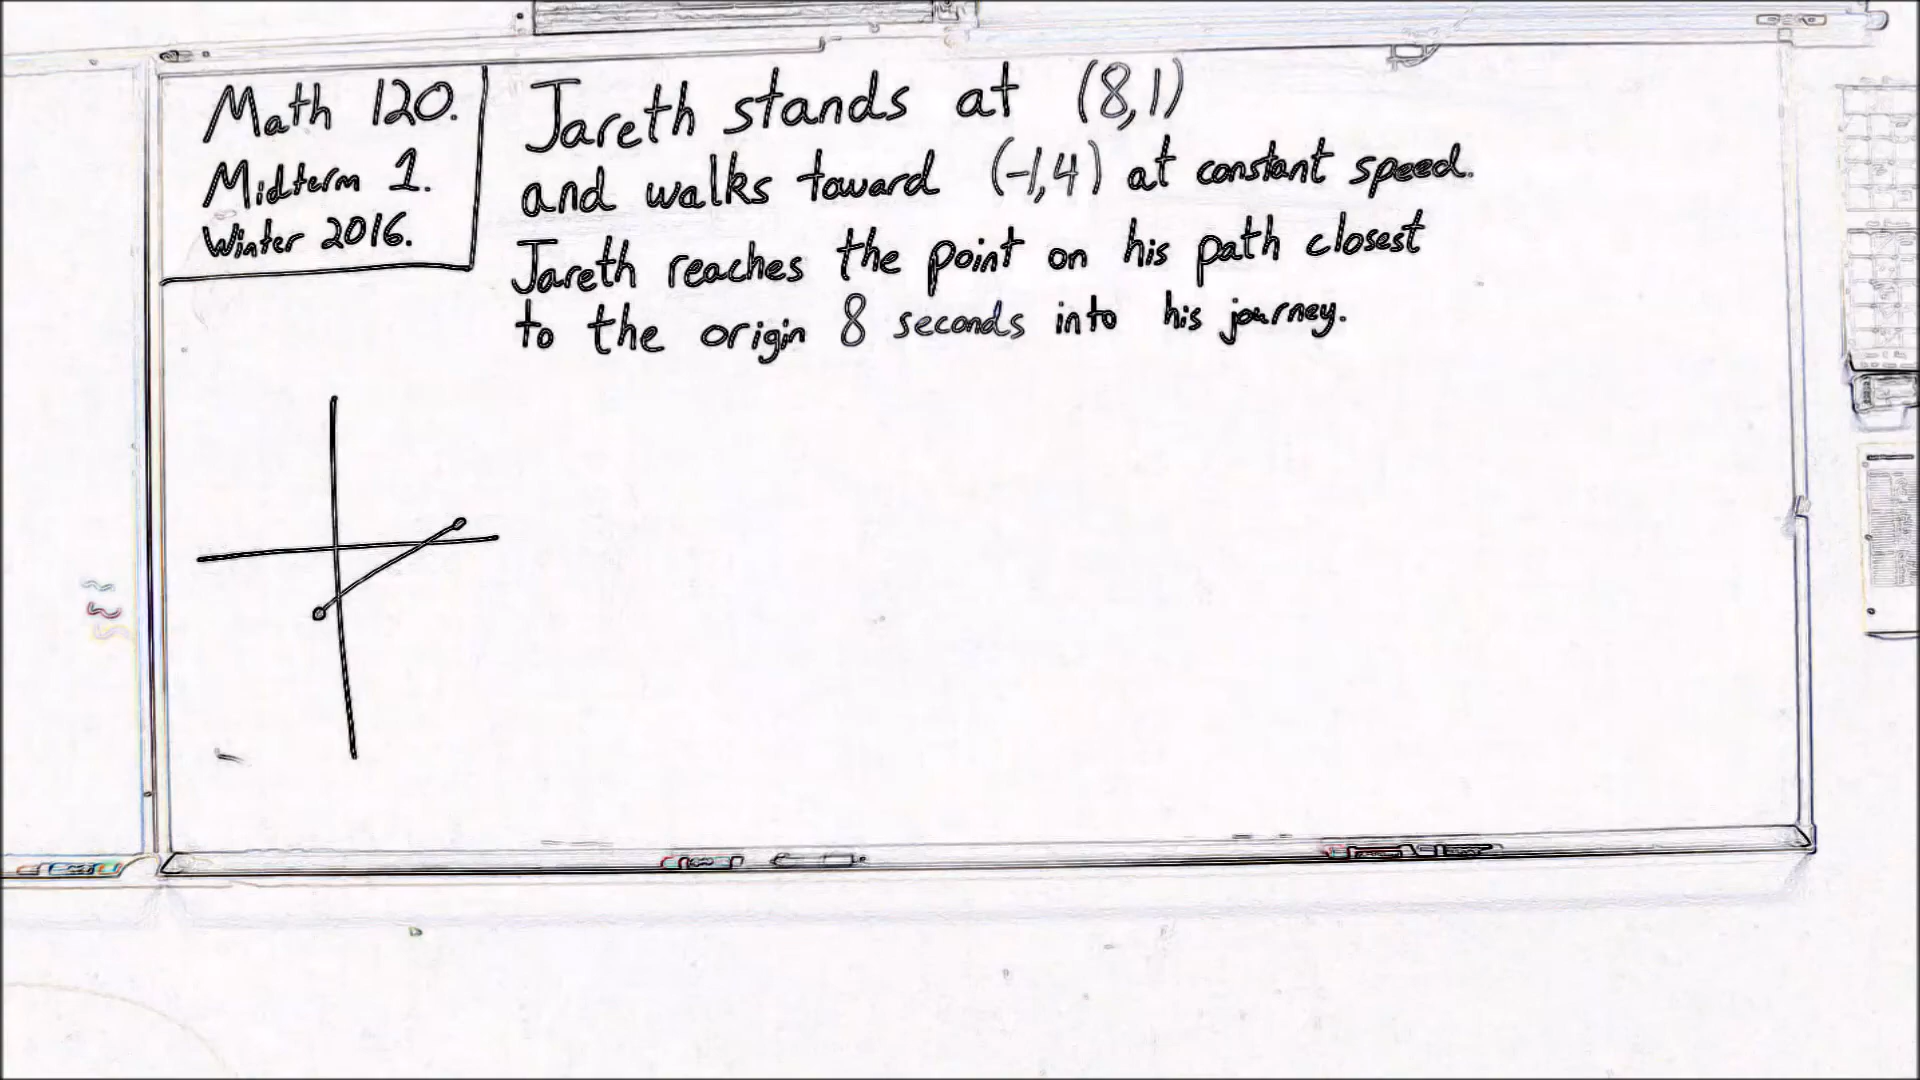 Math 120.
Midterm 1.
Winter 2016.
Jareth stands at (8,1)
and walks toward (-1,4) at constant speed.
Jareth reaches the point on his path closest
to the origin 8 seconds into his journey.